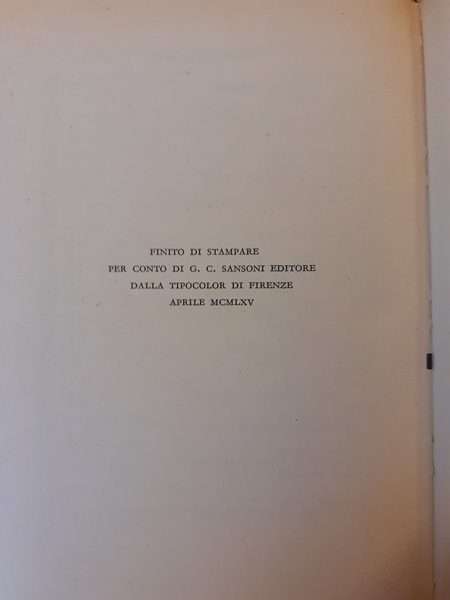 FINITO DI STAMPARE
PER CONTO DI G. C. SANSONI EDITORE
DALLA TIPOCOLOR DI FIRENZE
APRILE MCMLXV